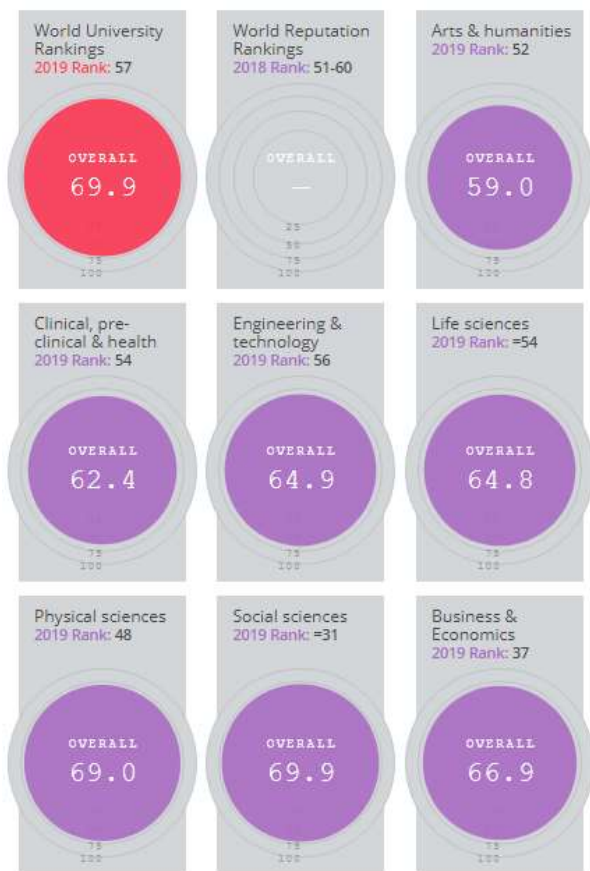 World University
Rankings
2019 Rank: 57
OVERALL
69.9
75
100
World Reputation
Rankings
2018 Rank: 51-60
OVERALL
—
25
50
75
100
Arts & humanities
2019 Rank: 52
OVERALL
59.0
75
100
Clinical, pre-
clinical & health
2019 Rank: 54
OVERALL
62.4
75
100
Engineering &
technology
2019 Rank: 56
OVERALL
64.9
75
100
Life sciences
2019 Rank: =54
OVERALL
64.8
75
100
Physical sciences
2019 Rank: 48
OVERALL
69.0
75
100
Social sciences
2019 Rank: =31
OVERALL
69.9
75
100
Business &
Economics
2019 Rank: 37
OVERALL
66.9
75
100